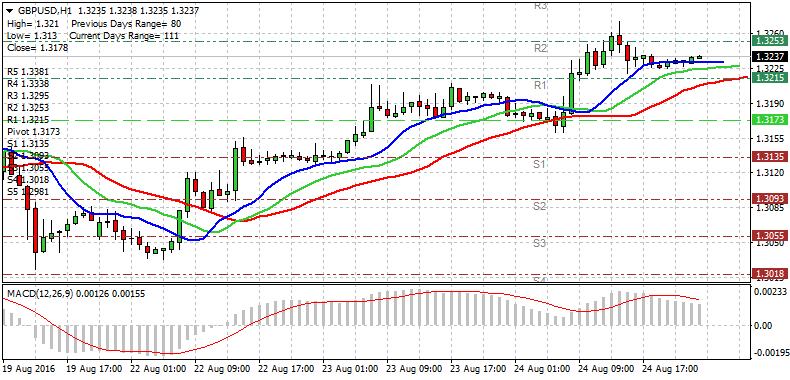 GBPUSD,H1 1.3235 1.3238 1.3235 1.3237
High= 1.321 Previous Days Range= 80
Low= 1.313 Current Days Range= 111
Close= 1.3178
R5 1.3381
R4 1.3338
R3 1.3295
R2 1.3253
R1 1.3215
Pivot 1.3173
S1 1.3135
S2 1.3093
S3 1.3055
S4 1.3018
S5 1.2981
R3
R2
R1
S1
S2
S3
S4
1.3260
1.3253
1.3237
1.3225
1.3215
1.3190
1.3173
1.3155
1.3135
1.3120
1.3093
1.3085
1.3055
1.3050
1.3018
MACD(12,26,9) 0.00126 0.00155
0.00233
0.00
-0.00195
19 Aug 2016
19 Aug 17:00
22 Aug 01:00
22 Aug 09:00
22 Aug 17:00
23 Aug 01:00
23 Aug 09:00
23 Aug 17:00
24 Aug 01:00
24 Aug 09:00
24 Aug 17:00